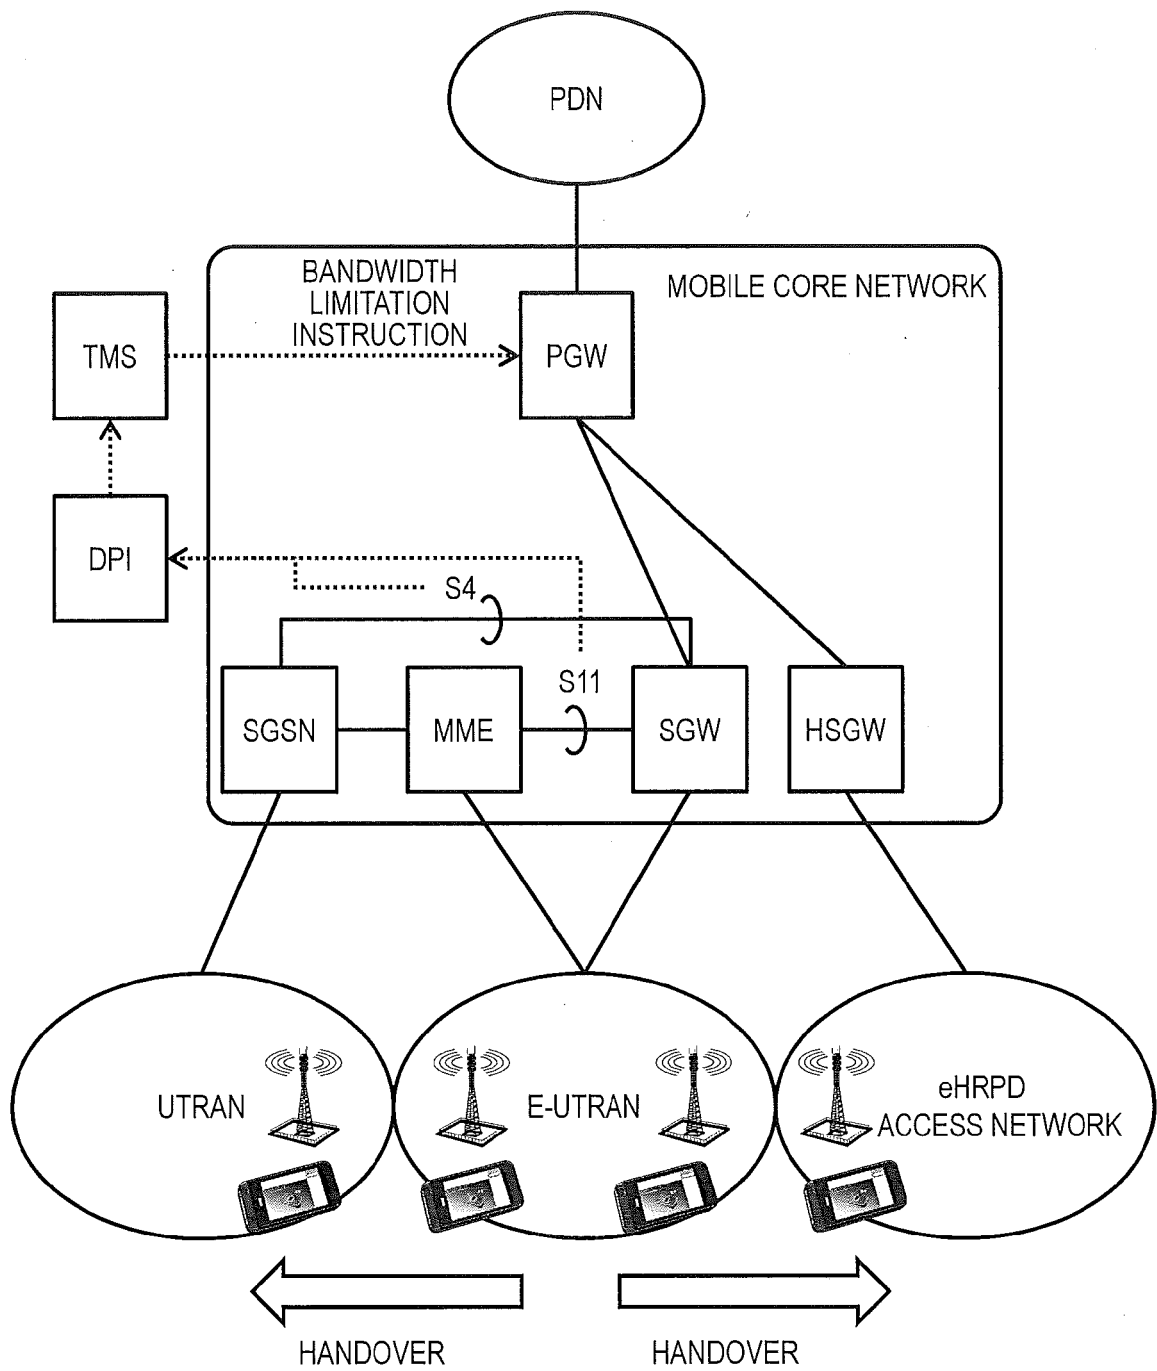 PDN
BANDWIDTH
LIMITATION
INSTRUCTION
MOBILE CORE NETWORK
TMS
PGW
DPI
S4
S11
SGSN
MME
SGW
HSGW
UTRAN
E-UTRAN
eHRPD
ACCESS NETWORK
HANDOVER
HANDOVER